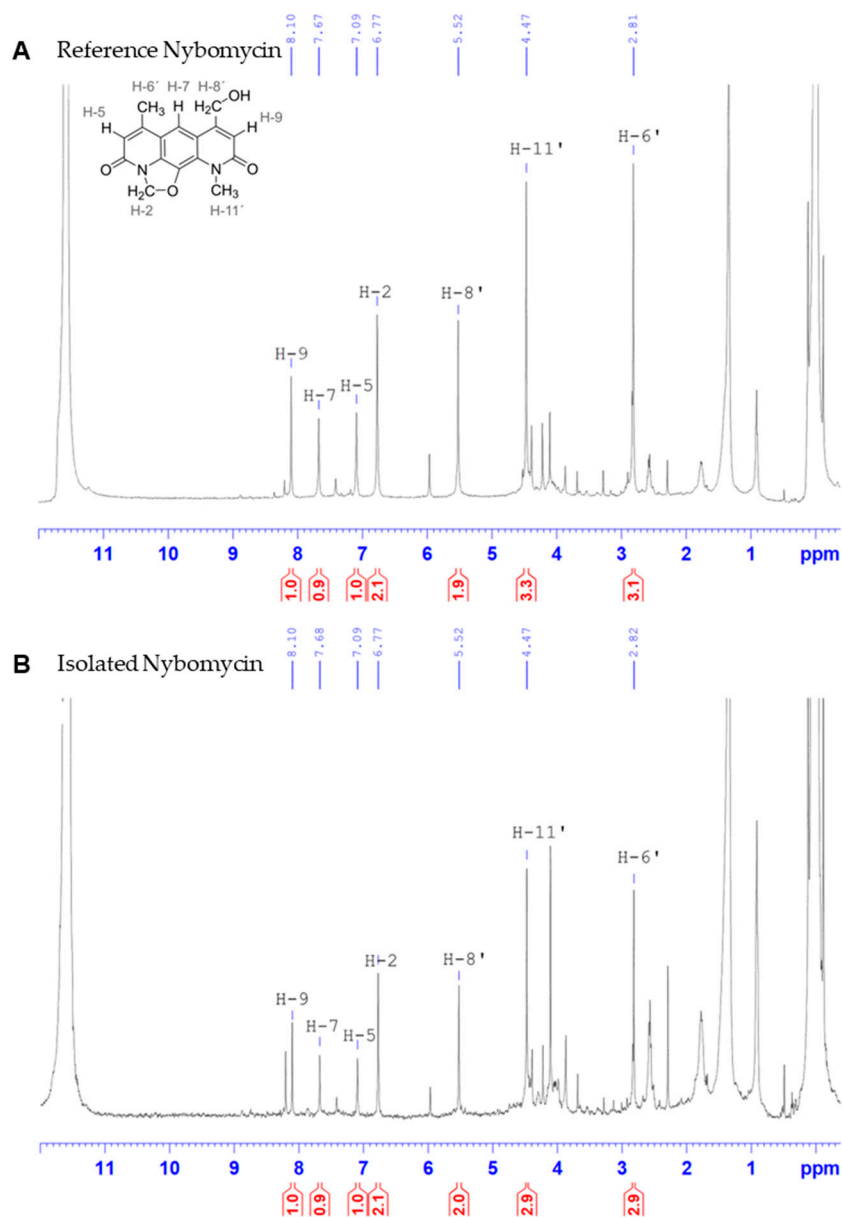 8.10 7.67 7.09 6.77 5.52 4.47 2.81
A Reference Nybomycin
H-6´ H-7 H-8´ OH
H₂C
H-5 CH₃ H H-9
H H
O N N O
H₂C O CH₃
H-2 H-11´
H-11' H-6'
H-2 H-8'
H-9
H-7 H-5
11 10 9 8 7 6 5 4 3 2 1 ppm
1.0 0.9 1.0 2.1 1.9 3.3 3.1
8.10 7.68 7.09 6.77 5.52 4.47 2.82
B Isolated Nybomycin
H-11' H-6'
H-2 H-8'
H-9
H-7 H-5
11 10 9 8 7 6 5 4 3 2 1 ppm
1.0 0.9 1.0 2.1 2.0 2.9 2.9